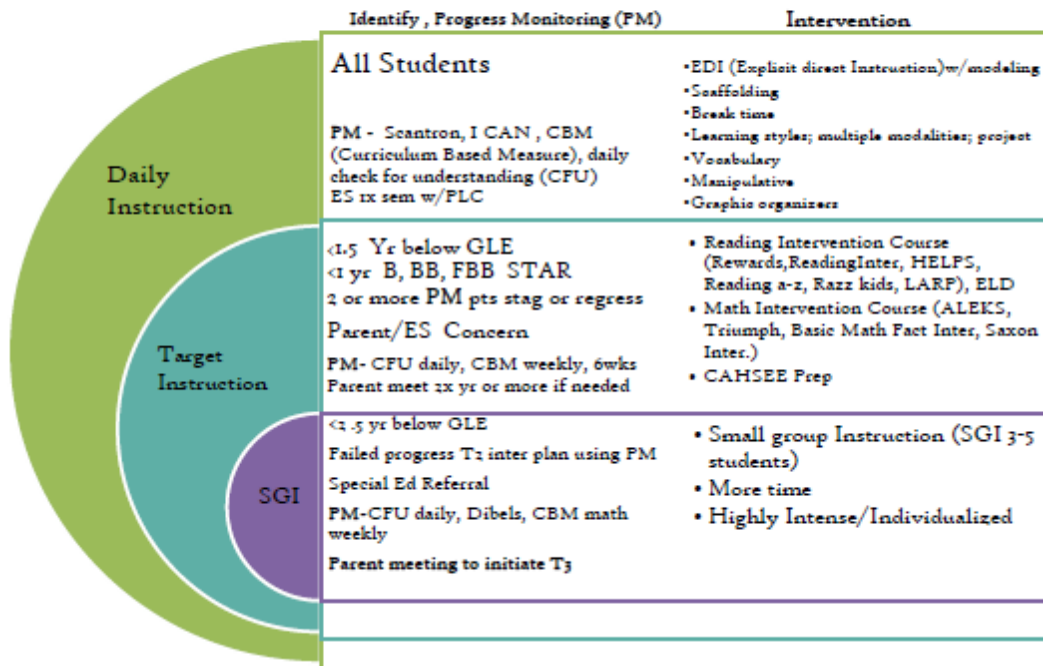 Identify , Progress Monitoring (PM)
Intervention
Daily
Instruction
All Students
PM - Scantron, I CAN , CBM
(Curriculum Based Measure), daily
check for understanding (CFU)
ES 1x sem w/PLC
•EDI (Explicit direct Instruction)w/modeling
•Scaffolding
•Break time
•Learning styles; multiple modalities; project
•Vocabulary
•Manipulative
•Graphic organizers
Target
Instruction
<1.5 Yr below GLE
<1 yr B, BB, FBB STAR
2 or more PM pts stag or regress
Parent/ES Concern
PM- CFU daily, CBM weekly, 6wks
Parent meet 2x yr or more if needed
• Reading Intervention Course
(Rewards,ReadingInter, HELPS,
Reading a-z, Razz kids, LARP), ELD
• Math Intervention Course (ALEKS,
Triumph, Basic Math Fact Inter, Saxon
Inter.)
• CAHSEE Prep
SGI
<2 .5 yr below GLE
Failed progress T2 inter plan using PM
Special Ed Referral
PM-CFU daily, Dibels, CBM math
weekly
Parent meeting to initiate T3
• Small group Instruction (SGI 3-5
students)
• More time
• Highly Intense/Individualized